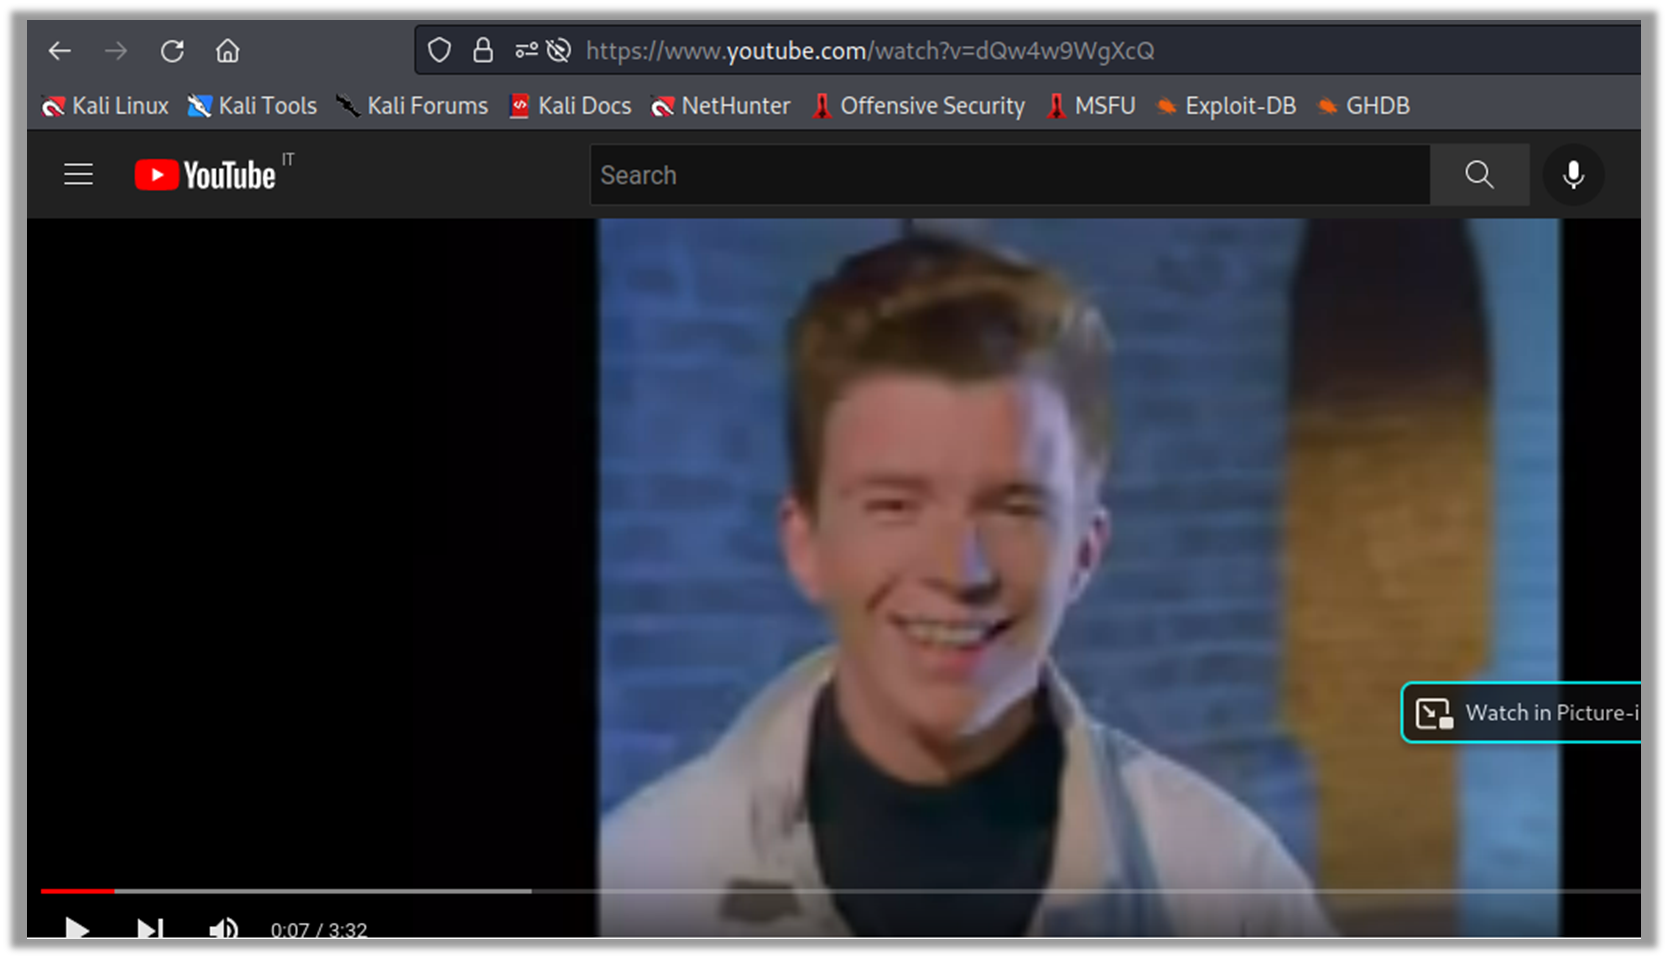 https://www.youtube.com/watch?v=dQw4w9WgXcQ
Kali Linux Kali Tools Kali Forums Kali Docs NetHunter Offensive Security MSFU Exploit-DB GHDB
YouTube IT Search
Watch in Picture-i
0:07 / 3:32